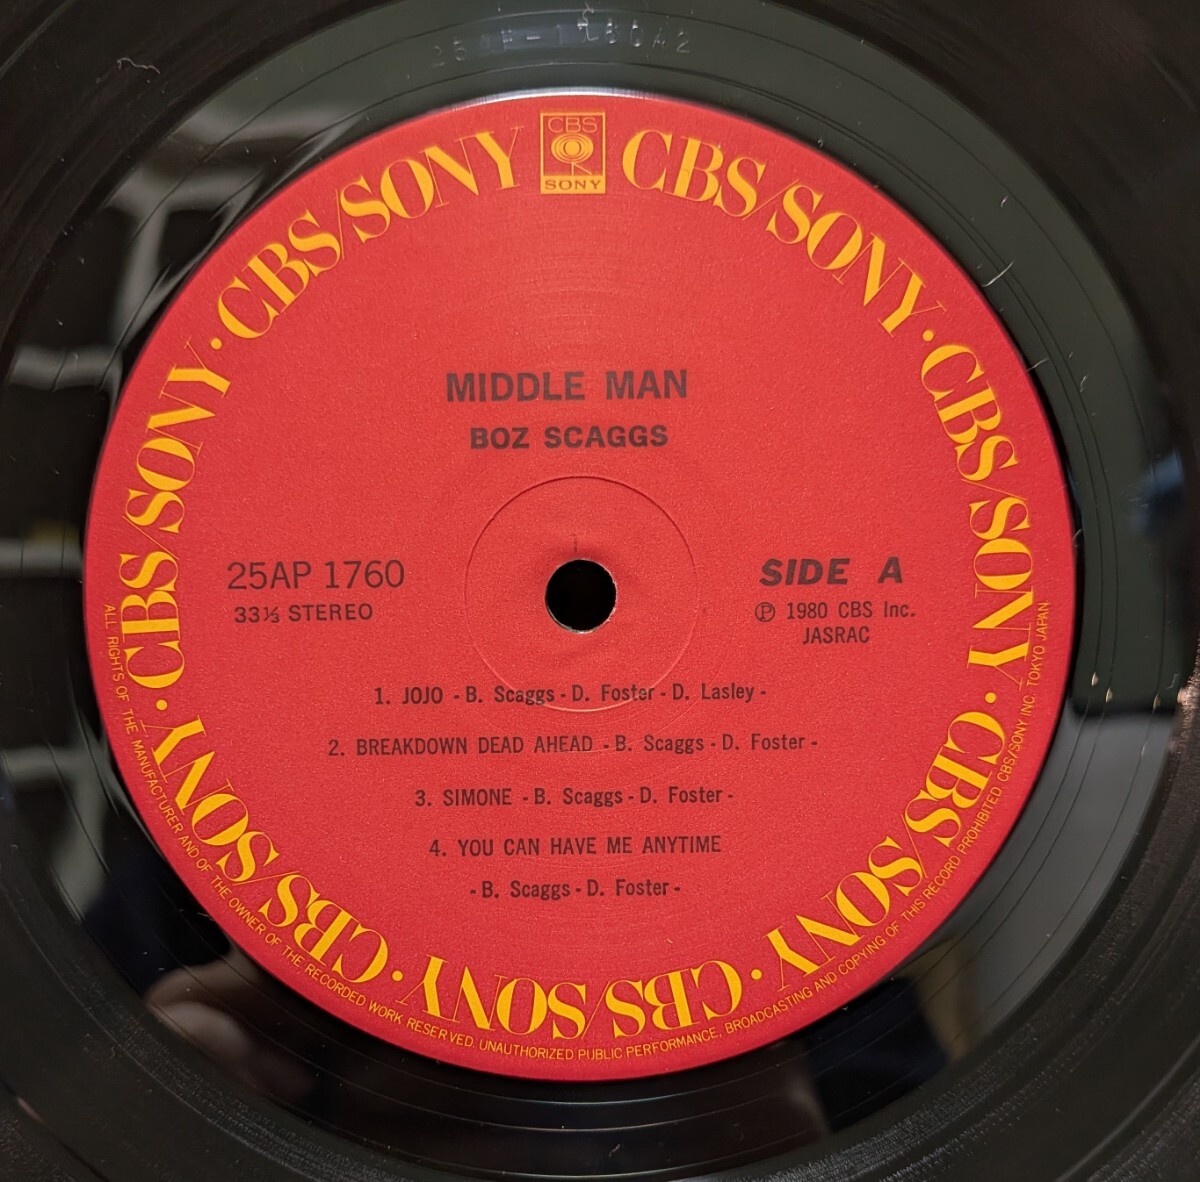 25AP-1760A2
CBS
SONY
CBS/SONY · CBS/SONY · CBS/SONY · CBS/SONY · CBS/SONY · CBS/SONY · CBS/SONY · CBS/SONY
MIDDLE MAN
BOZ SCAGGS
25AP 1760
33⅓ STEREO
SIDE A
℗ 1980 CBS Inc.
JASRAC
1. JOJO - B. Scaggs - D. Foster - D. Lasley -
2. BREAKDOWN DEAD AHEAD - B. Scaggs - D. Foster -
3. SIMONE - B. Scaggs - D. Foster -
4. YOU CAN HAVE ME ANYTIME
- B. Scaggs - D. Foster -
ALL RIGHTS OF THE MANUFACTURER AND OF THE OWNER OF THE RECORDED WORK RESERVED. UNAUTHORIZED PUBLIC PERFORMANCE, BROADCASTING AND COPYING OF THIS RECORD PROHIBITED CBS/SONY INC. TOKYO JAPAN